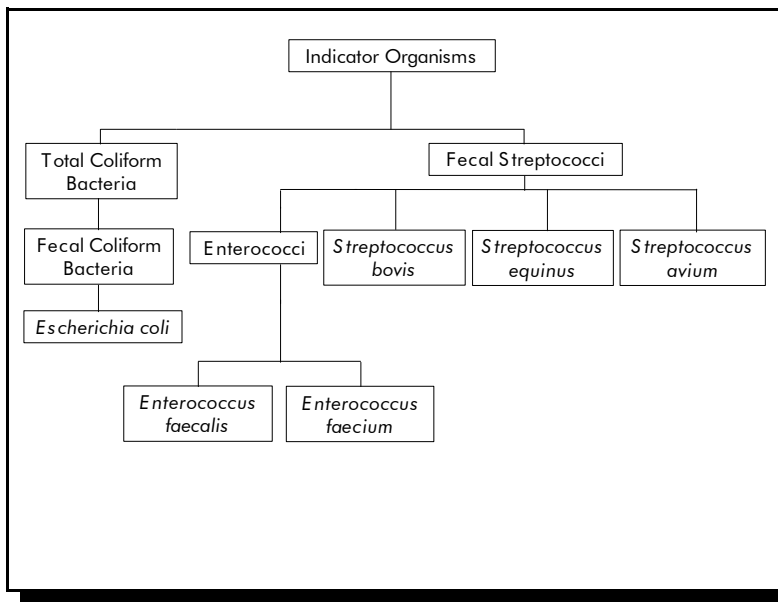 Indicator Organisms
Total Coliform
Bacteria
Fecal Streptococci
Fecal Coliform
Bacteria
Enterococci
Streptococcus
bovis
Streptococcus
equinus
Streptococcus
avium
Escherichia coli
Enterococcus
faecalis
Enterococcus
faecium